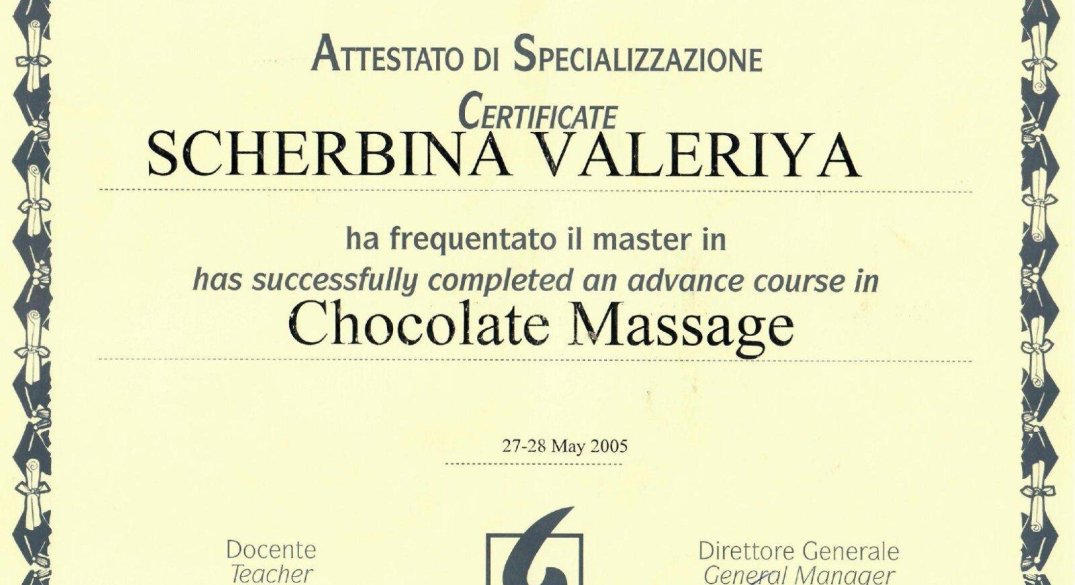 ATTESTATO DI SPECIALIZZAZIONE
CERTIFICATE
SCHERBINA VALERIYA
ha frequentato il master in
has successfully completed an advance course in
Chocolate Massage
27-28 May 2005
Docente
Direttore Generale
Teacher
General Manager